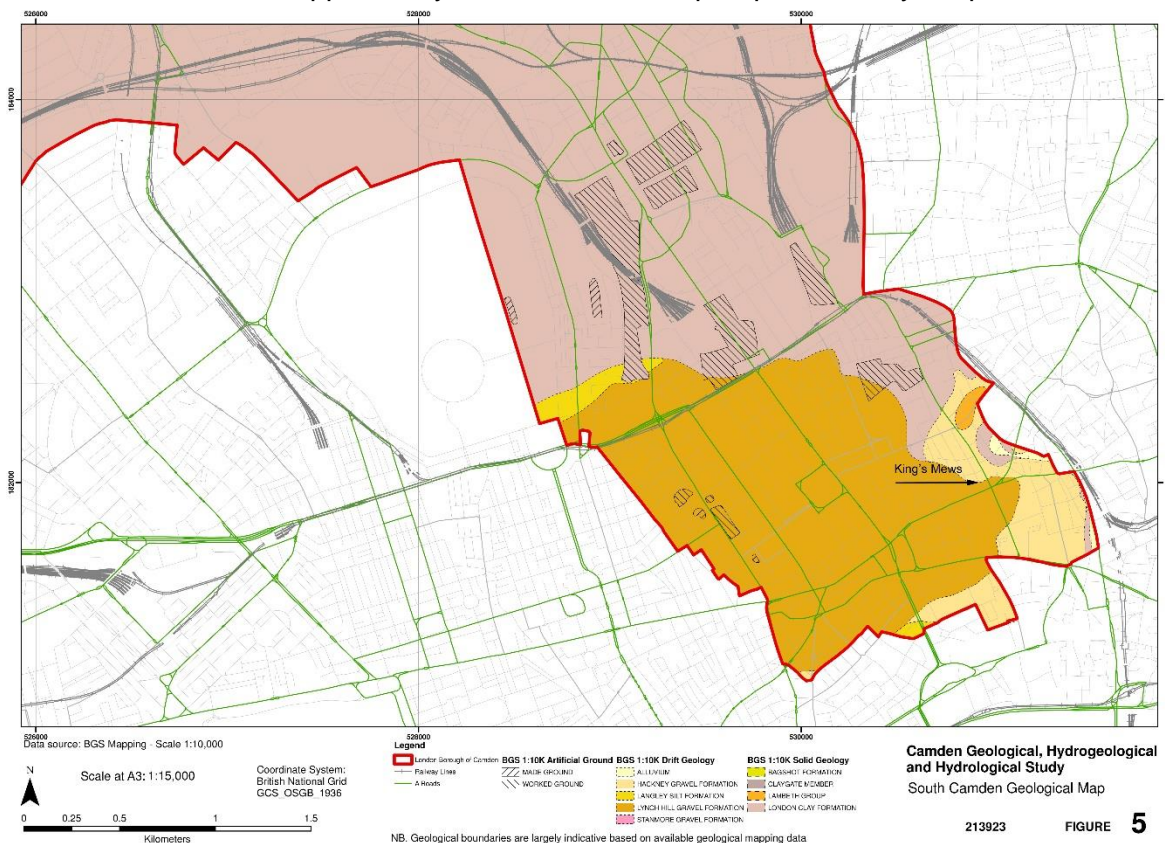 526000
528000
530000
184000
184000
182000
182000
King's Mews
526000
528000
530000
Data source: BGS Mapping - Scale 1:10,000
N
Scale at A3: 1:15,000
Coordinate System:
British National Grid
GCS_OSGB_1936
0 0.25 0.5 1 1.5
Kilometers
Legend
London Borough of Camden
Railway Lines
A Roads
BGS 1:10K Artificial Ground
MADE GROUND
WORKED GROUND
BGS 1:10K Drift Geology
ALLUVIUM
HACKNEY GRAVEL FORMATION
LANGLEY SILT FORMATION
LYNCH HILL GRAVEL FORMATION
STANMORE GRAVEL FORMATION
BGS 1:10K Solid Geology
BAGSHOT FORMATION
CLAYGATE MEMBER
LAMBETH GROUP
LONDON CLAY FORMATION
NB. Geological boundaries are largely indicative based on available geological mapping data
Camden Geological, Hydrogeological
and Hydrological Study
South Camden Geological Map
213923 FIGURE 5